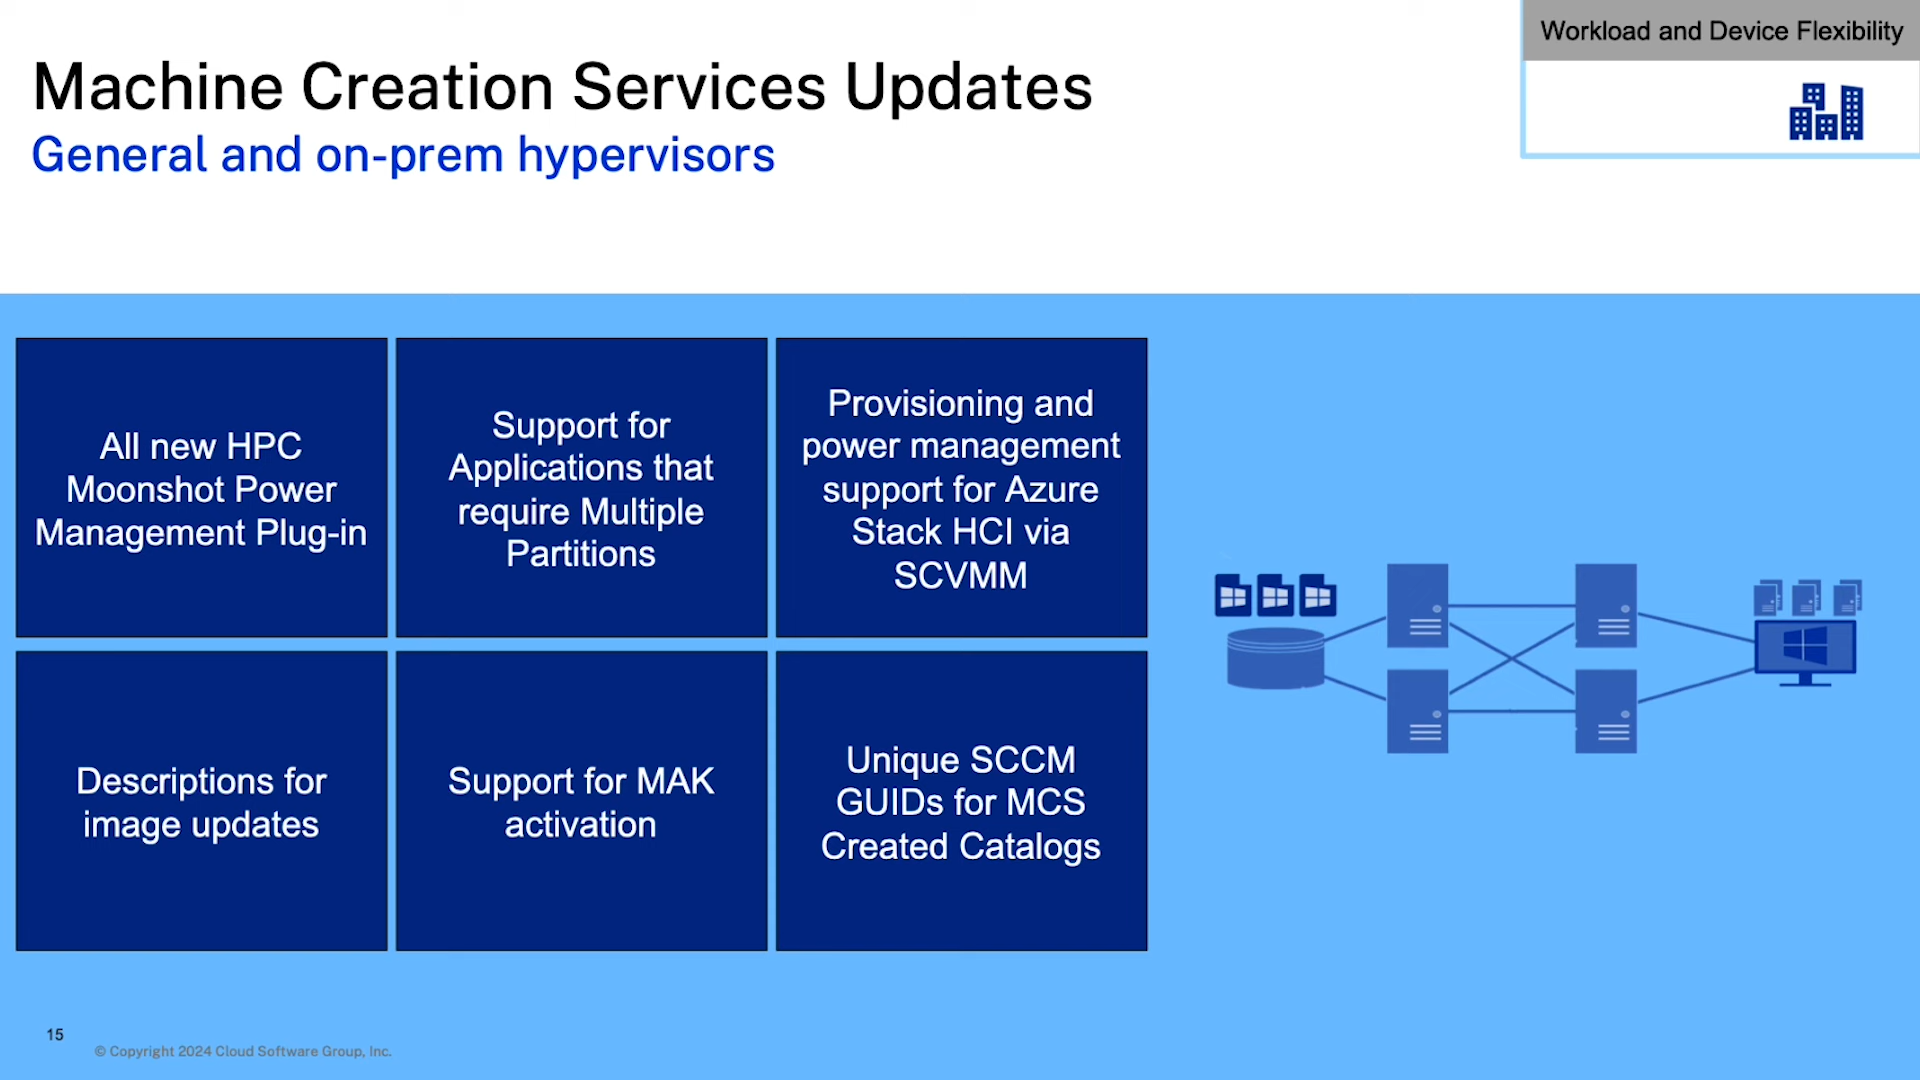 Workload and Device Flexibility
Machine Creation Services Updates
General and on-prem hypervisors
All new HPC
Moonshot Power
Management Plug-in
Support for
Applications that
require Multiple
Partitions
Provisioning and
power management
support for Azure
Stack HCI via
SCVMM
Descriptions for
image updates
Support for MAK
activation
Unique SCCM
GUIDs for MCS
Created Catalogs
15
© Copyright 2024 Cloud Software Group, Inc.